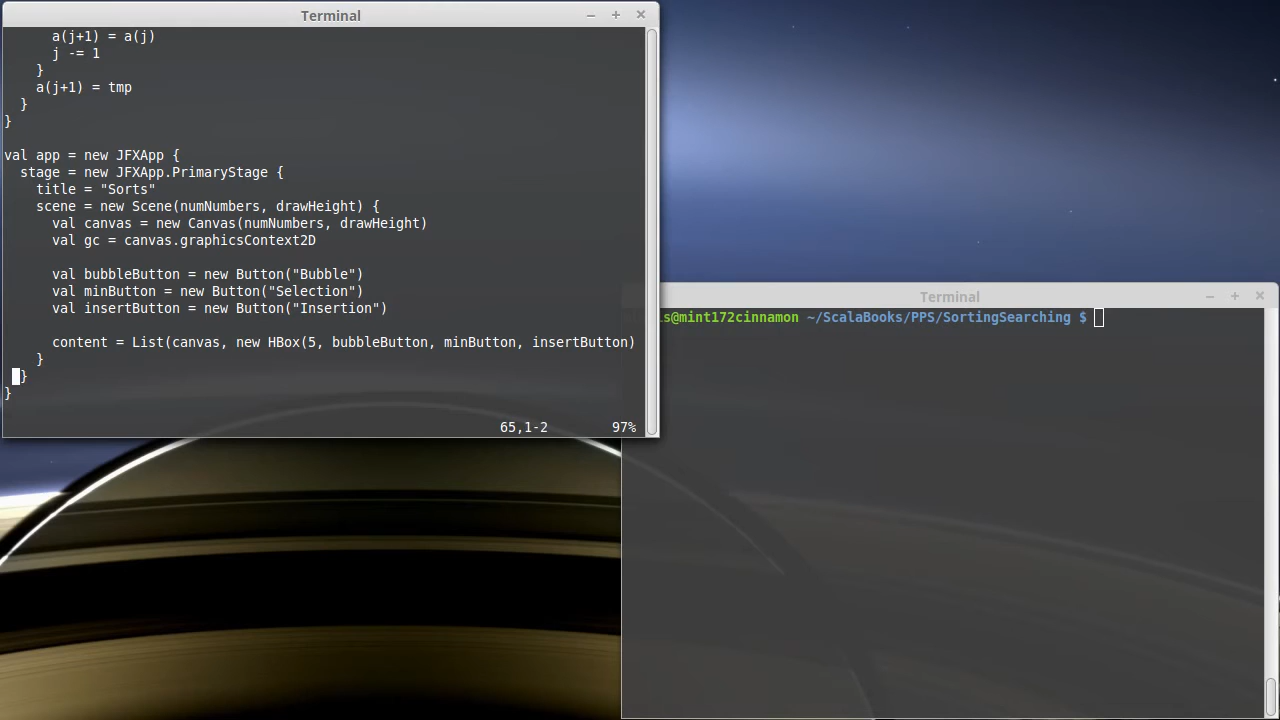 Terminal
a(j+1) = a(j)
j -= 1
}
a(j+1) = tmp
}
}
val app = new JFXApp {
stage = new JFXApp.PrimaryStage {
title = "Sorts"
scene = new Scene(numNumbers, drawHeight) {
val canvas = new Canvas(numNumbers, drawHeight)
val gc = canvas.graphicsContext2D
val bubbleButton = new Button("Bubble")
val minButton = new Button("Selection")
val insertButton = new Button("Insertion")
content = List(canvas, new HBox(5, bubbleButton, minButton, insertButton)
}
}
}
65,1-2 97%
Terminal
s@mint172cinnamon ~/ScalaBooks/PPS/SortingSearching $